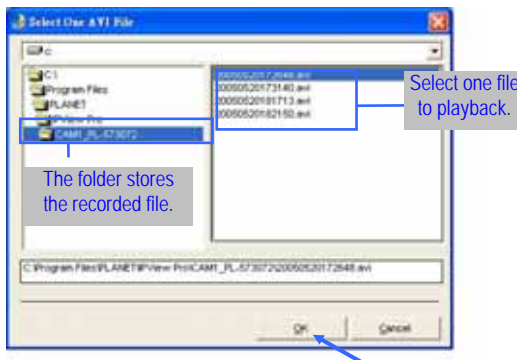 Select One AVI File
c
C:\
Program Files
PLANET
IPView Pro
CAM1_PL-573072
20050520172648.avi
20050520173140.avi
20050520181713.avi
20050520182150.avi
Select one file
to playback.
The folder stores
the recorded file.
C:\Program Files\PLANET\IPView Pro\CAM1_PL-573072\20050520172648.avi
OK
Cancel